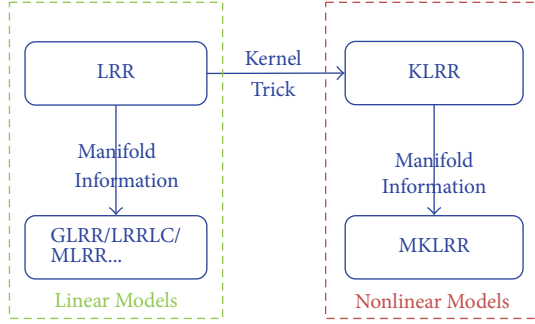 LRR
Kernel
Trick
KLRR
Manifold
Information
Manifold
Information
GLRR/LRRLC/
MLRR...
MKLRR
Linear Models
Nonlinear Models